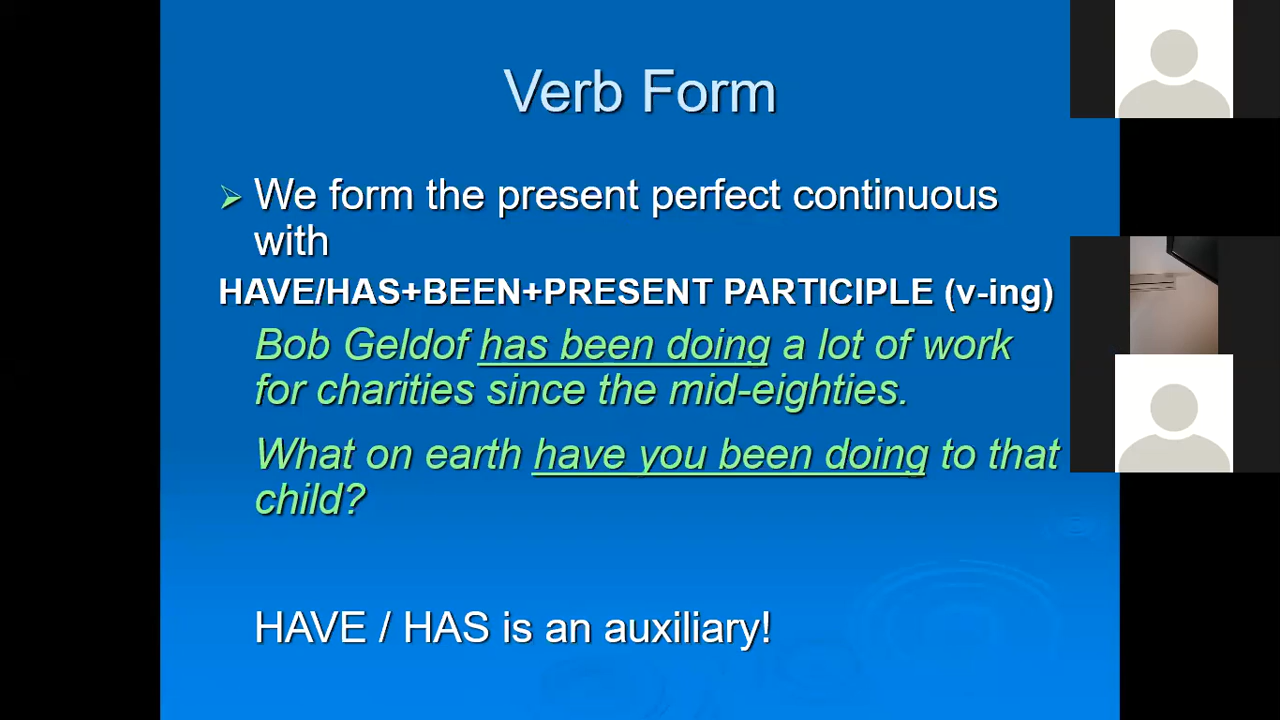 Verb Form
We form the present perfect continuous
with
HAVE/HAS+BEEN+PRESENT PARTICIPLE (v-ing)
Bob Geldof has been doing a lot of work
for charities since the mid-eighties.
What on earth have you been doing to that
child?
HAVE / HAS is an auxiliary!